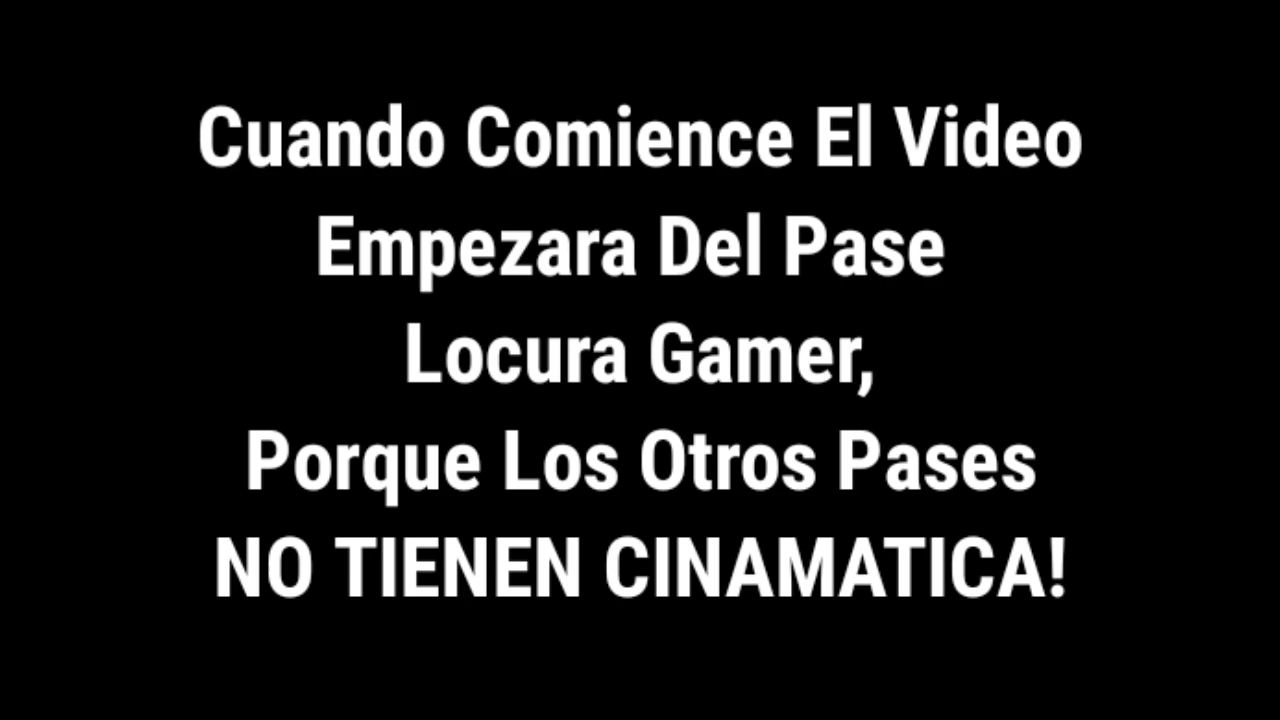 Cuando Comience El Video
Empezara Del Pase
Locura Gamer,
Porque Los Otros Pases
NO TIENEN CINAMATICA!